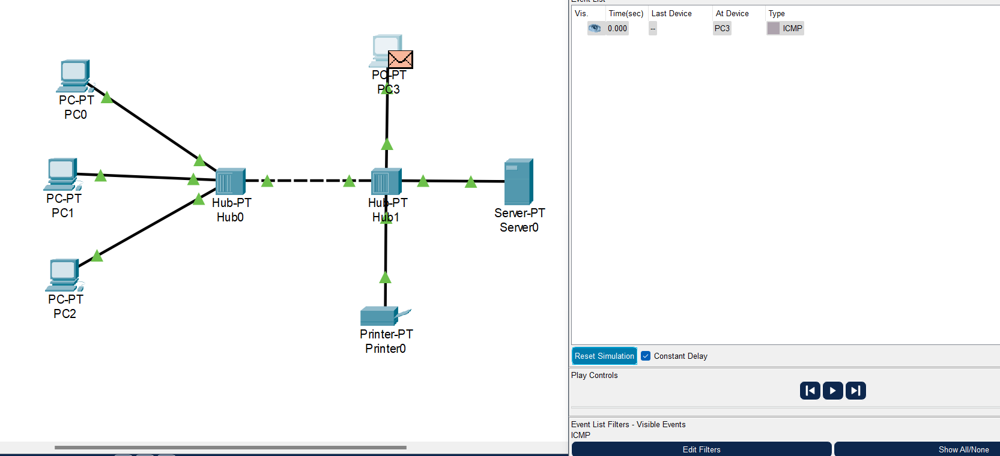 PC-PT
PC0
PC-PT
PC1
PC-PT
PC2
Hub-PT
Hub0
PC-PT
PC3
Hub-PT
Hub1
Server-PT
Server0
Printer-PT
Printer0
Event List
Vis. Time(sec) Last Device At Device Type
0.000 -- PC3 ICMP
Reset Simulation Constant Delay
Play Controls
Event List Filters - Visible Events
ICMP
Edit Filters Show All/None